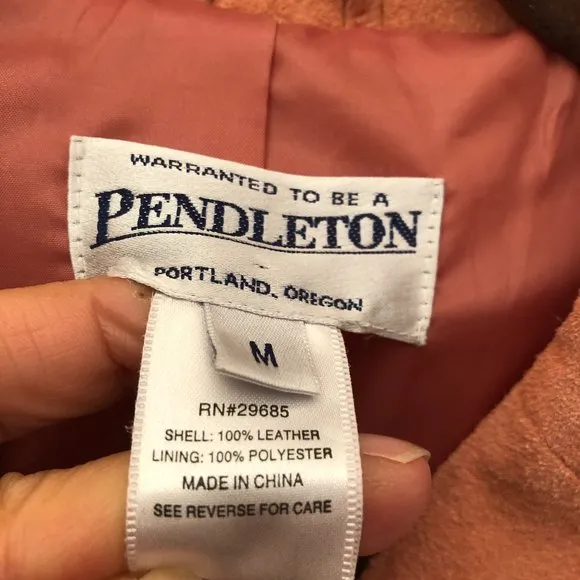 WARRANTED TO BE A
PENDLETON
PORTLAND, OREGON
M
RN#29685
SHELL: 100% LEATHER
LINING: 100% POLYESTER
MADE IN CHINA
SEE REVERSE FOR CARE